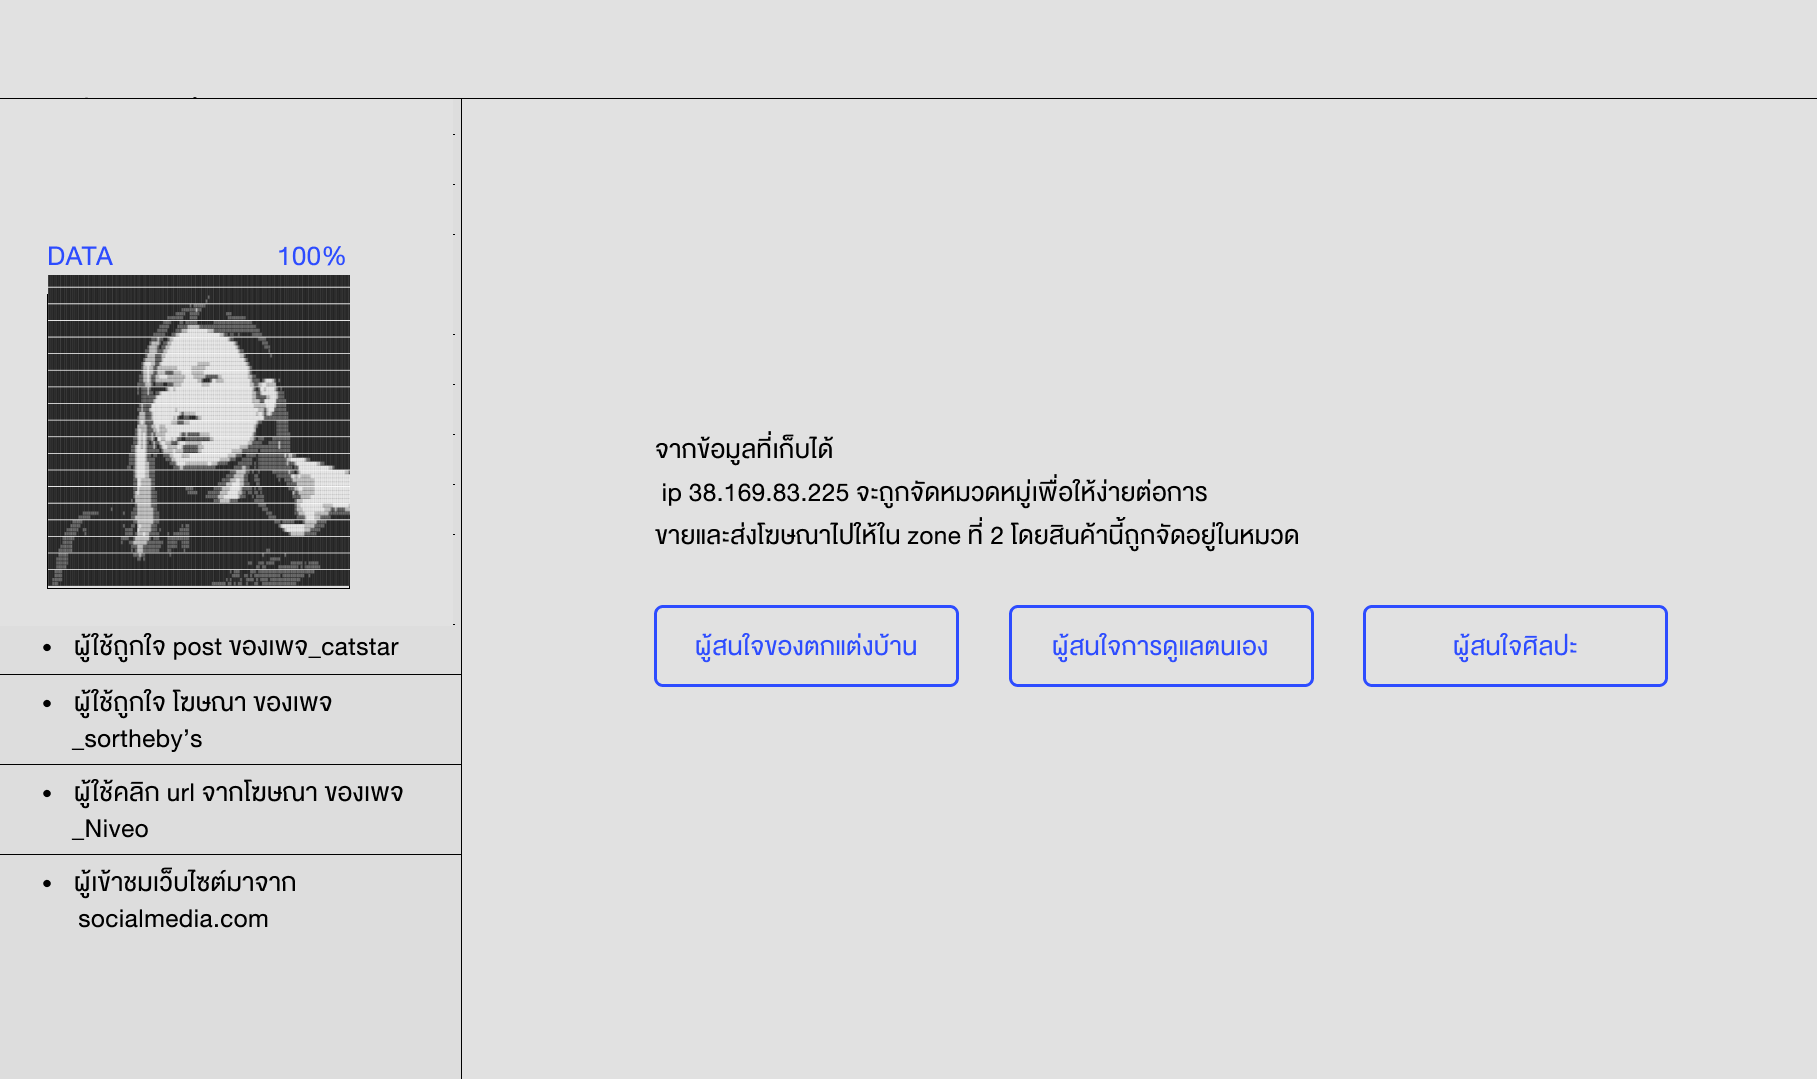 DATA 100%
• ผู้ใช้ถูกใจ post ของเพจ_catstar
• ผู้ใช้ถูกใจ โฆษณา ของเพจ
_sortheby’s
• ผู้ใช้คลิก url จากโฆษณา ของเพจ
_Niveo
• ผู้เข้าชมเว็บไซต์มาจาก
socialmedia.com
จากข้อมูลที่เก็บได้
ip 38.169.83.225 จะถูกจัดหมวดหมู่เพื่อให้ง่ายต่อการ
ขายและส่งโฆษณาไปให้ใน zone ที่ 2 โดยสินค้านี้ถูกจัดอยู่ในหมวด
ผู้สนใจของตกแต่งบ้าน
ผู้สนใจการดูแลตนเอง
ผู้สนใจศิลปะ